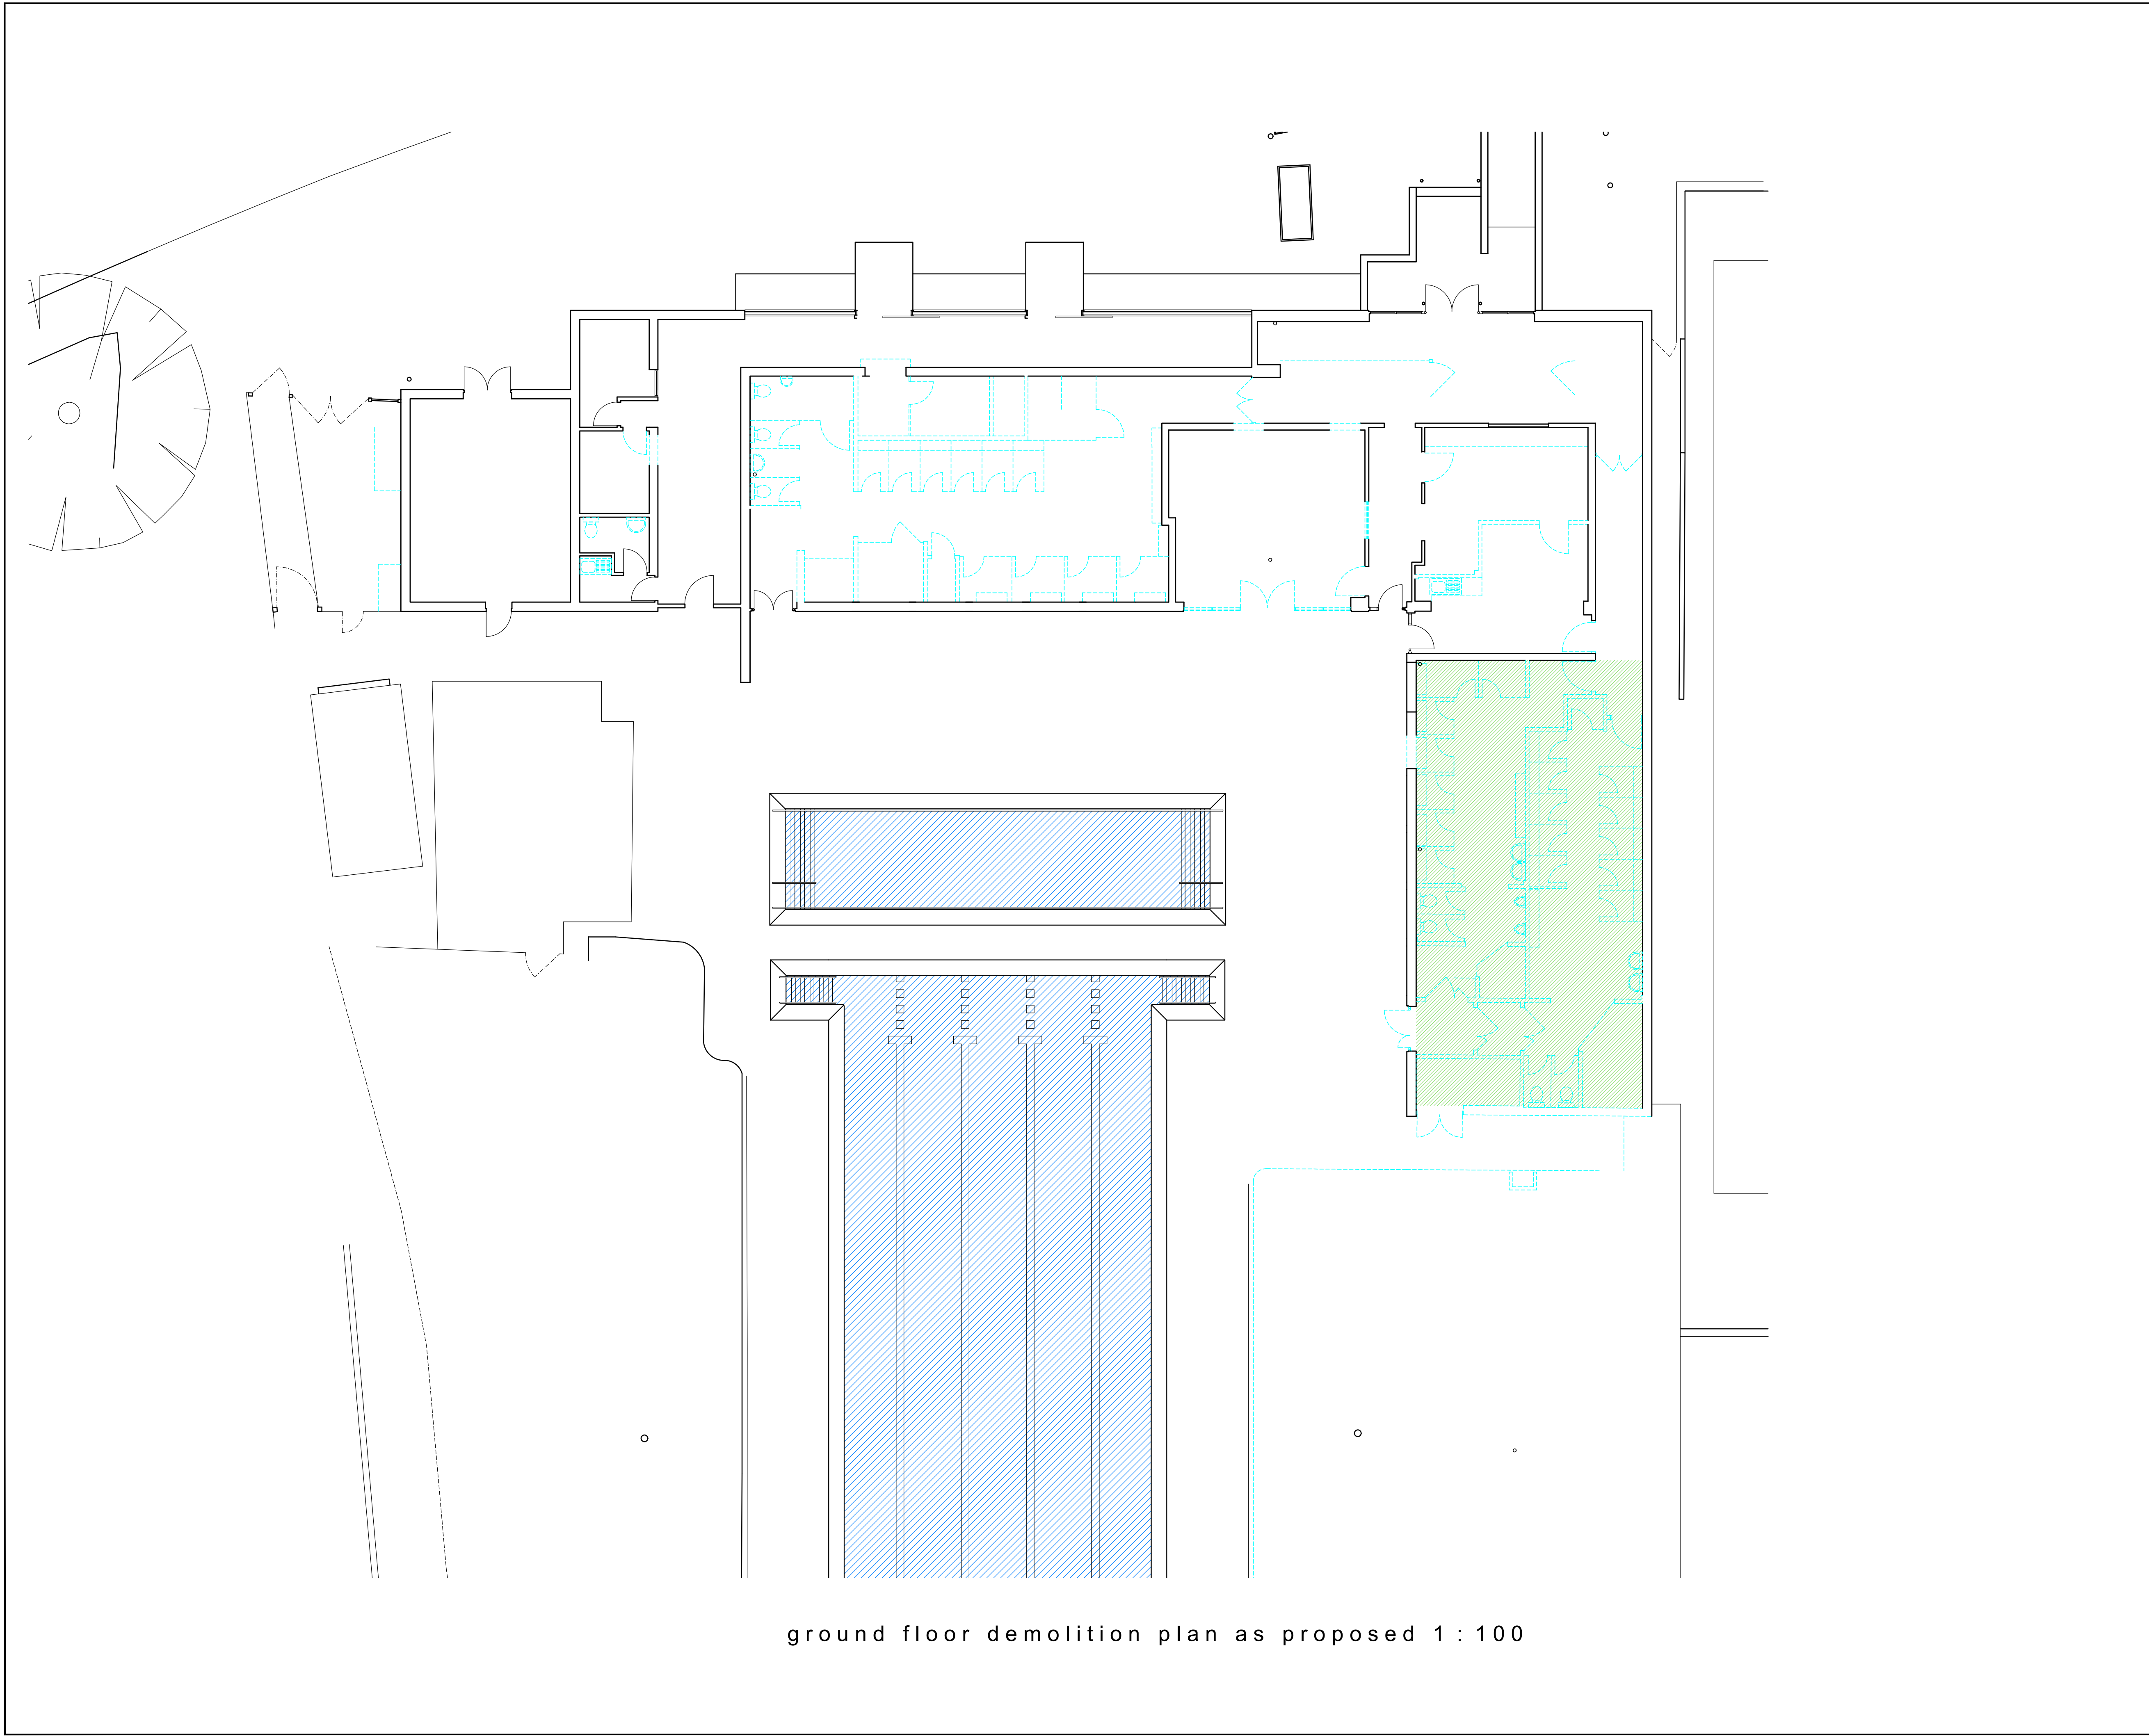 ground floor demolition plan as proposed 1 : 100